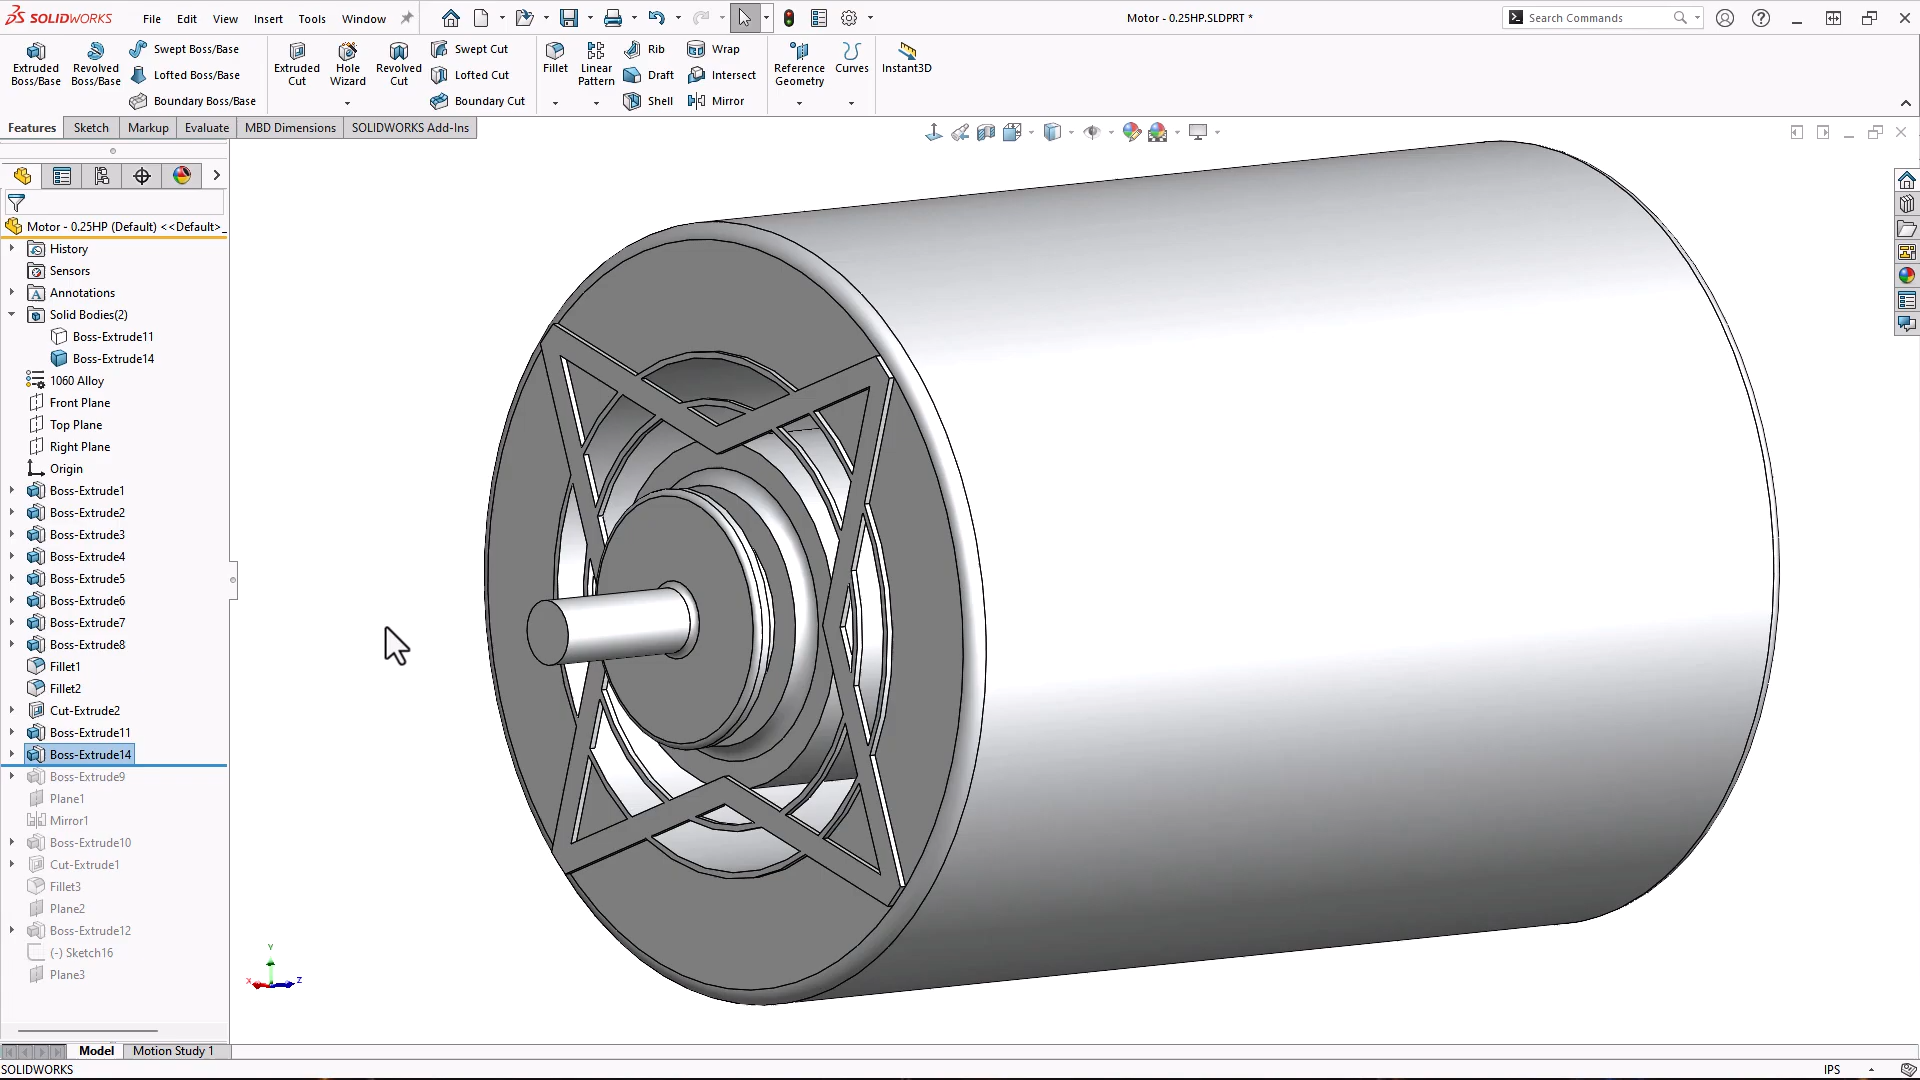 SOLIDWORKS File Edit View Insert Tools Window
Motor - 0.25HP.SLDPRT *
Search Commands
Extruded Boss/Base
Revolved Boss/Base
Swept Boss/Base
Lofted Boss/Base
Boundary Boss/Base
Extruded Cut
Hole Wizard
Revolved Cut
Swept Cut
Lofted Cut
Boundary Cut
Fillet
Linear Pattern
Rib
Draft
Shell
Wrap
Intersect
Mirror
Reference Geometry
Curves
Instant3D
Features Sketch Markup Evaluate MBD Dimensions SOLIDWORKS Add-Ins
Motor - 0.25HP (Default) <<Default>_
History
Sensors
Annotations
Solid Bodies(2)
Boss-Extrude11
Boss-Extrude14
1060 Alloy
Front Plane
Top Plane
Right Plane
Origin
Boss-Extrude1
Boss-Extrude2
Boss-Extrude3
Boss-Extrude4
Boss-Extrude5
Boss-Extrude6
Boss-Extrude7
Boss-Extrude8
Fillet1
Fillet2
Cut-Extrude2
Boss-Extrude11
Boss-Extrude14
Boss-Extrude9
Plane1
Mirror1
Boss-Extrude10
Cut-Extrude1
Fillet3
Plane2
Boss-Extrude12
(-) Sketch16
Plane3
Y
X
Z
Model Motion Study 1
SOLIDWORKS
IPS